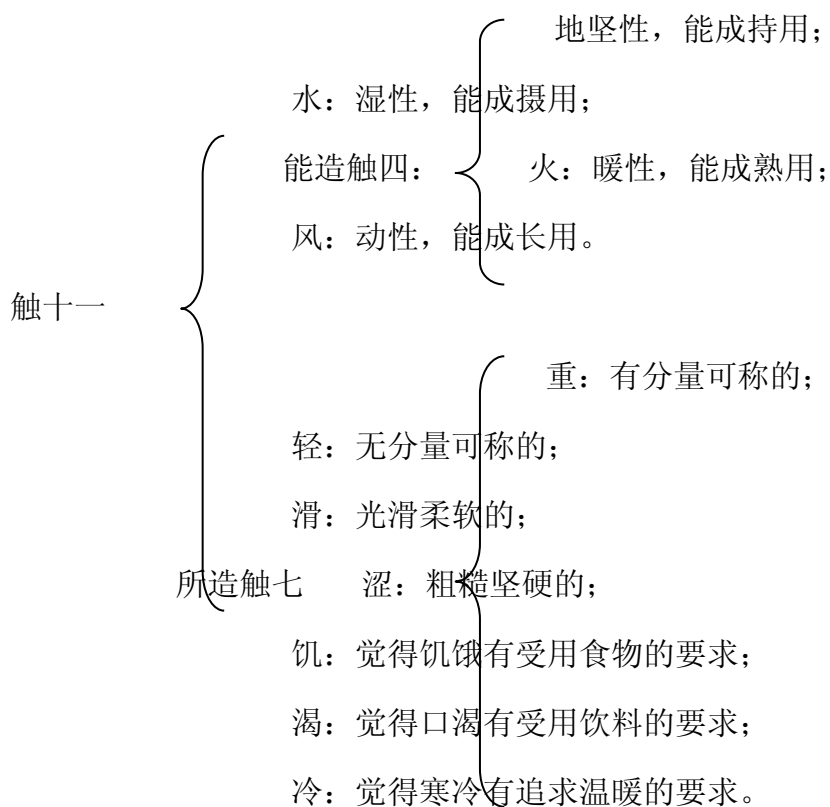 地坚性，能成持用；
水：湿性，能成摄用；
能造触四： 火：暖性，能成熟用；
风：动性，能成长用。
触十一
重：有分量可称的；
轻：无分量可称的；
滑：光滑柔软的；
所造触七 涩：粗糙坚硬的；
饥：觉得饥饿有受用食物的要求；
渴：觉得口渴有受用饮料的要求；
冷：觉得寒冷有追求温暖的要求。